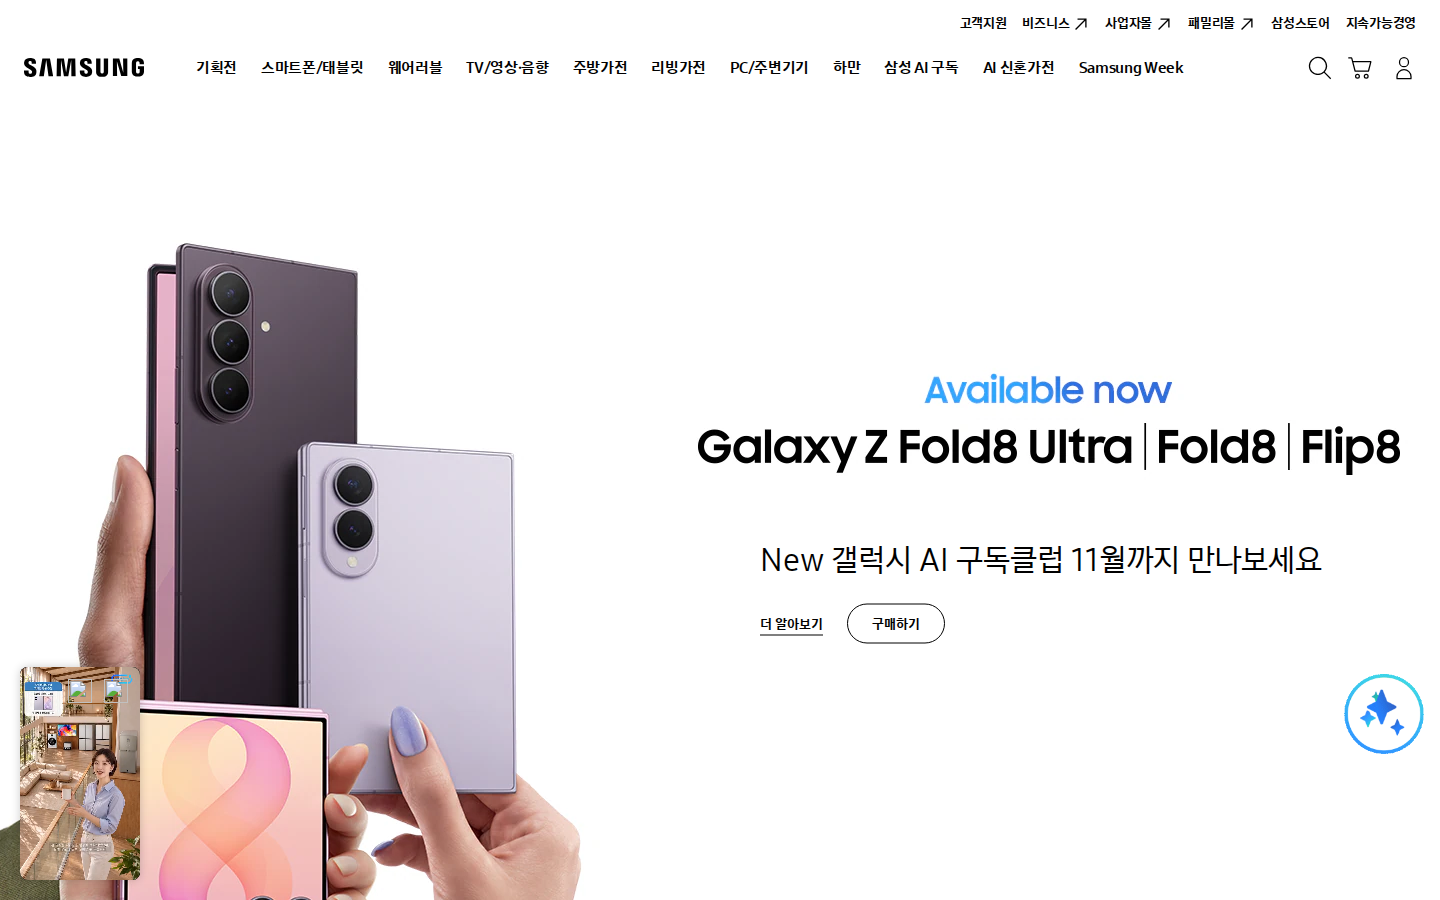 고객지원 비즈니스 사업자몰 패밀리몰 삼성스토어 지속가능경영
SAMSUNG 기획전 스마트폰/태블릿 웨어러블 TV/영상·음향 주방가전 리빙가전 PC/주변기기 하만 삼성 AI 구독 AI 신혼가전 Samsung Week
Available now
Galaxy Z Fold8 Ultra | Fold8 | Flip8
New 갤럭시 AI 구독클럽 11월까지 만나보세요
더 알아보기 구매하기